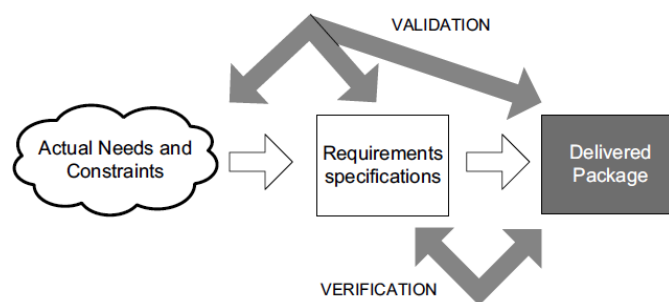 VALIDATION
Actual Needs and
Constraints
Requirements
specifications
Delivered
Package
VERIFICATION